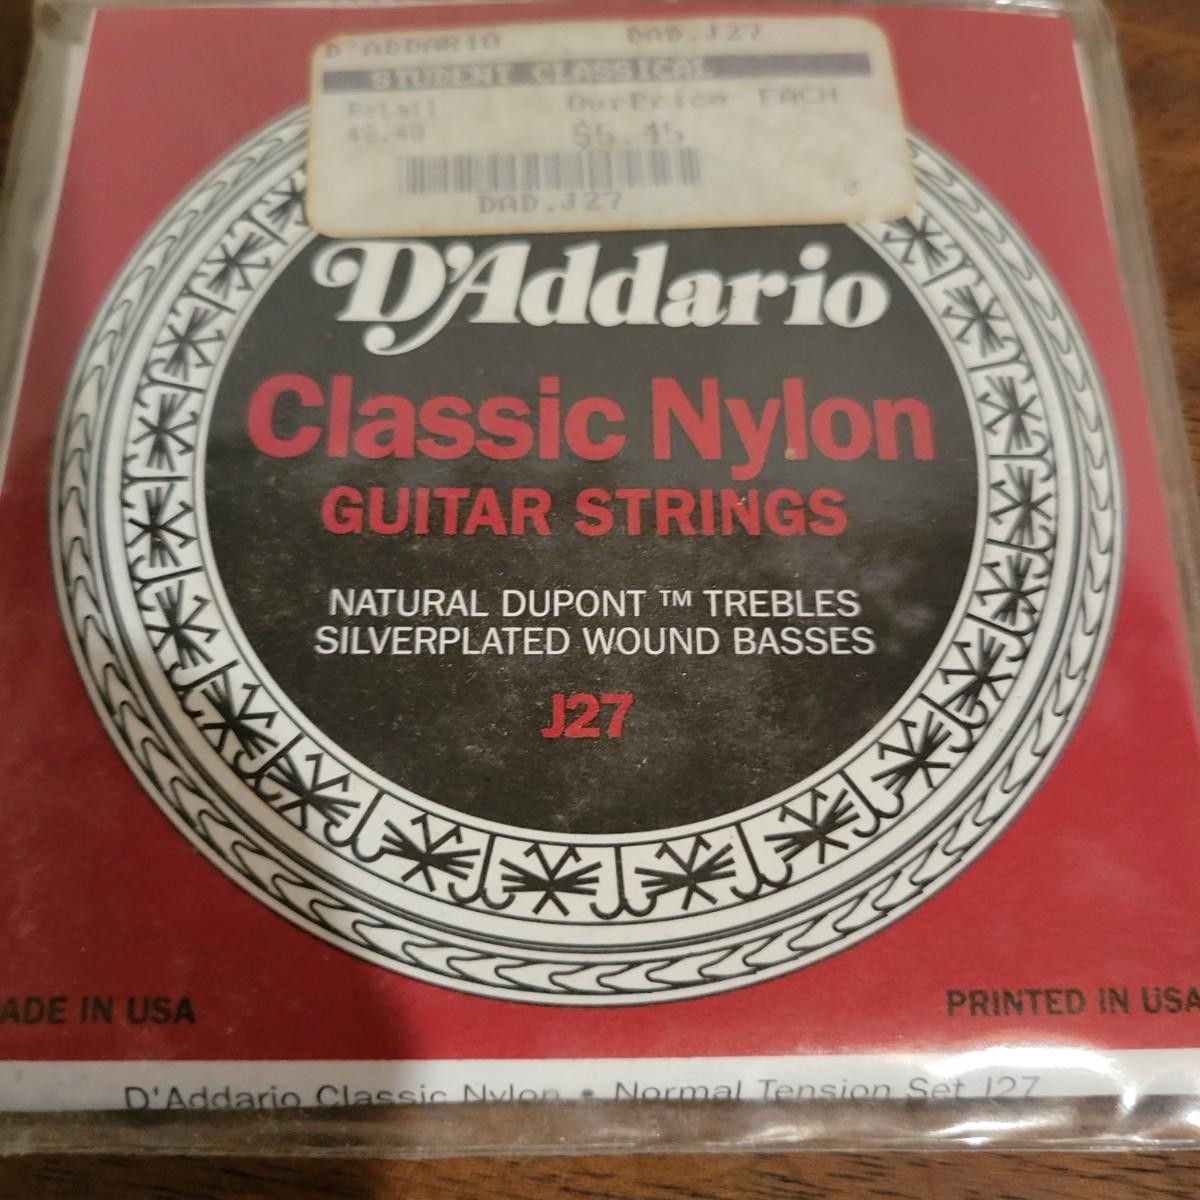 D'ADDARIO DAD.J27
STUDENT CLASSICAL
Retail OurPrice EACH
$5.45
DAD.J27
D'Addario
Classic Nylon
GUITAR STRINGS
NATURAL DUPONT ™ TREBLES
SILVERPLATED WOUND BASSES
J27
ADE IN USA
PRINTED IN USA
D'Addario Classic Nylon • Normal Tension Set J27